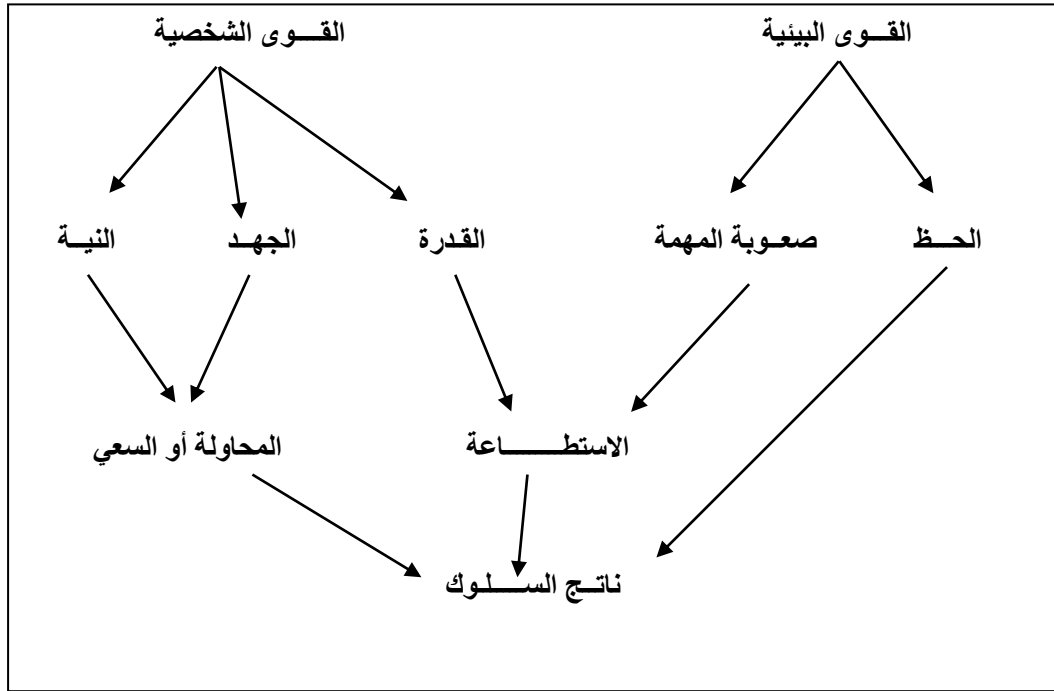 القوى البيئية القوى الشخصية
الحظ صعوبة المهمة القدرة الجهد النية
الاستطاعة المحاولة أو السعي
ناتج السلوك